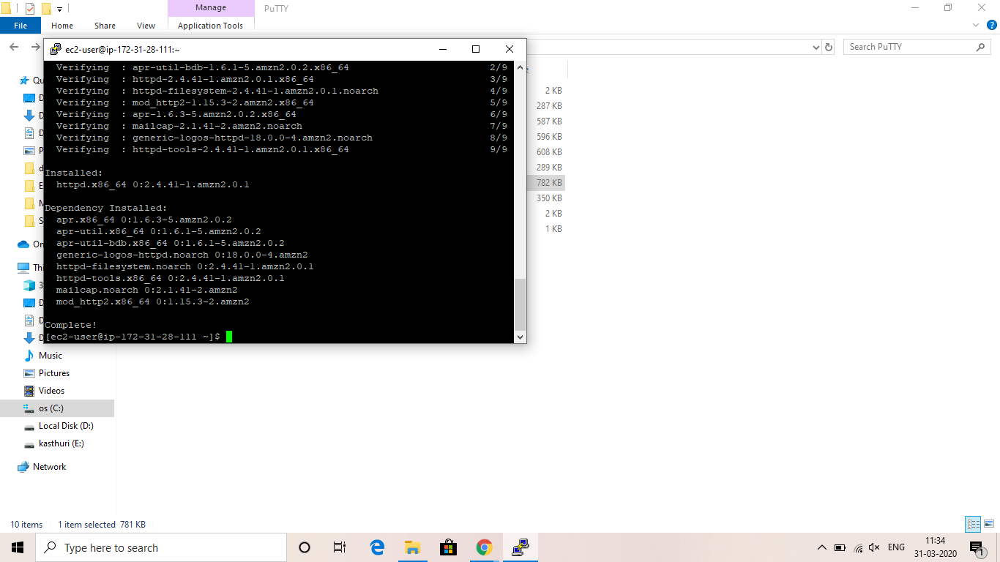 Manage
PuTTY
File
Home
Share
View
Application Tools
Search PuTTY
ec2-user@ip-172-31-28-111:~
Verifying  : apr-util-bdb-1.6.1-5.amzn2.0.2.x86_64 2/9
Verifying  : httpd-2.4.41-1.amzn2.0.1.x86_64 3/9
Verifying  : httpd-filesystem-2.4.41-1.amzn2.0.1.noarch 4/9
Verifying  : mod_http2-1.15.3-2.amzn2.x86_64 5/9
Verifying  : apr-1.6.3-5.amzn2.0.2.x86_64 6/9
Verifying  : mailcap-2.1.41-2.amzn2.noarch 7/9
Verifying  : generic-logos-httpd-18.0.0-4.amzn2.noarch 8/9
Verifying  : httpd-tools-2.4.41-1.amzn2.0.1.x86_64 9/9
Installed:
httpd.x86_64 0:2.4.41-1.amzn2.0.1
Dependency Installed:
apr.x86_64 0:1.6.3-5.amzn2.0.2
apr-util.x86_64 0:1.6.1-5.amzn2.0.2
apr-util-bdb.x86_64 0:1.6.1-5.amzn2.0.2
generic-logos-httpd.noarch 0:18.0.0-4.amzn2
httpd-filesystem.noarch 0:2.4.41-1.amzn2.0.1
httpd-tools.x86_64 0:2.4.41-1.amzn2.0.1
mailcap.noarch 0:2.1.41-2.amzn2
mod_http2.x86_64 0:1.15.3-2.amzn2
Complete!
[ec2-user@ip-172-31-28-111 ~]$
2 KB
287 KB
587 KB
596 KB
608 KB
289 KB
782 KB
350 KB
2 KB
1 KB
Music
Pictures
Videos
os (C:)
Local Disk (D:)
kasthuri (E:)
Network
10 items
1 item selected 781 KB
Type here to search
ENG
11:34
31-03-2020
1